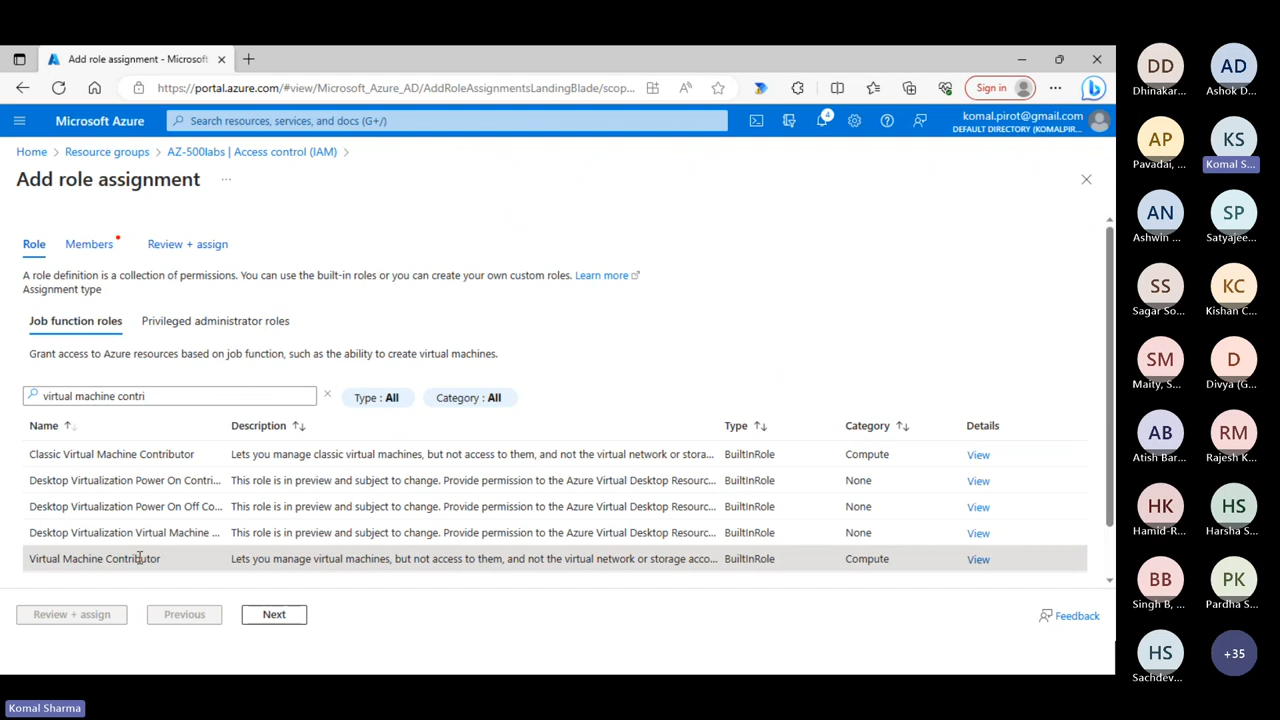 Add role assignment - Microsoft
https://portal.azure.com/#view/Microsoft_Azure_AD/AddRoleAssignmentsLandingBlade/scop...
Sign in
Microsoft Azure
Search resources, services, and docs (G+/)
4
komal.pirot@gmail.com
DEFAULT DIRECTORY (KOMALPIR...
Home > Resource groups > AZ-500labs | Access control (IAM) >
Add role assignment ...
Role Members Review + assign
A role definition is a collection of permissions. You can use the built-in roles or you can create your own custom roles. Learn more
Assignment type
Job function roles Privileged administrator roles
Grant access to Azure resources based on job function, such as the ability to create virtual machines.
virtual machine contri Type : All Category : All
Name Description Type Category Details
Classic Virtual Machine Contributor Lets you manage classic virtual machines, but not access to them, and not the virtual network or stora... BuiltInRole Compute View
Desktop Virtualization Power On Contri... This role is in preview and subject to change. Provide permission to the Azure Virtual Desktop Resourc... BuiltInRole None View
Desktop Virtualization Power On Off Co... This role is in preview and subject to change. Provide permission to the Azure Virtual Desktop Resourc... BuiltInRole None View
Desktop Virtualization Virtual Machine ... This role is in preview and subject to change. Provide permission to the Azure Virtual Desktop Resourc... BuiltInRole None View
Virtual Machine Contributor Lets you manage virtual machines, but not access to them, and not the virtual network or storage acco... BuiltInRole Compute View
Review + assign Previous Next Feedback
Komal Sharma
DD AD
Dhinakar... Ashok D...
AP KS
Pavadai, ... Komal S...
AN SP
Ashwin ... Satyajee...
SS KC
Sagar So... Kishan C...
SM D
Maity, S... Divya (G...
AB RM
Atish Bar... Rajesh K...
HK HS
Hamid-R... Harsha S...
BB PK
Singh B, ... Pardha S...
HS +35
Sachdev...